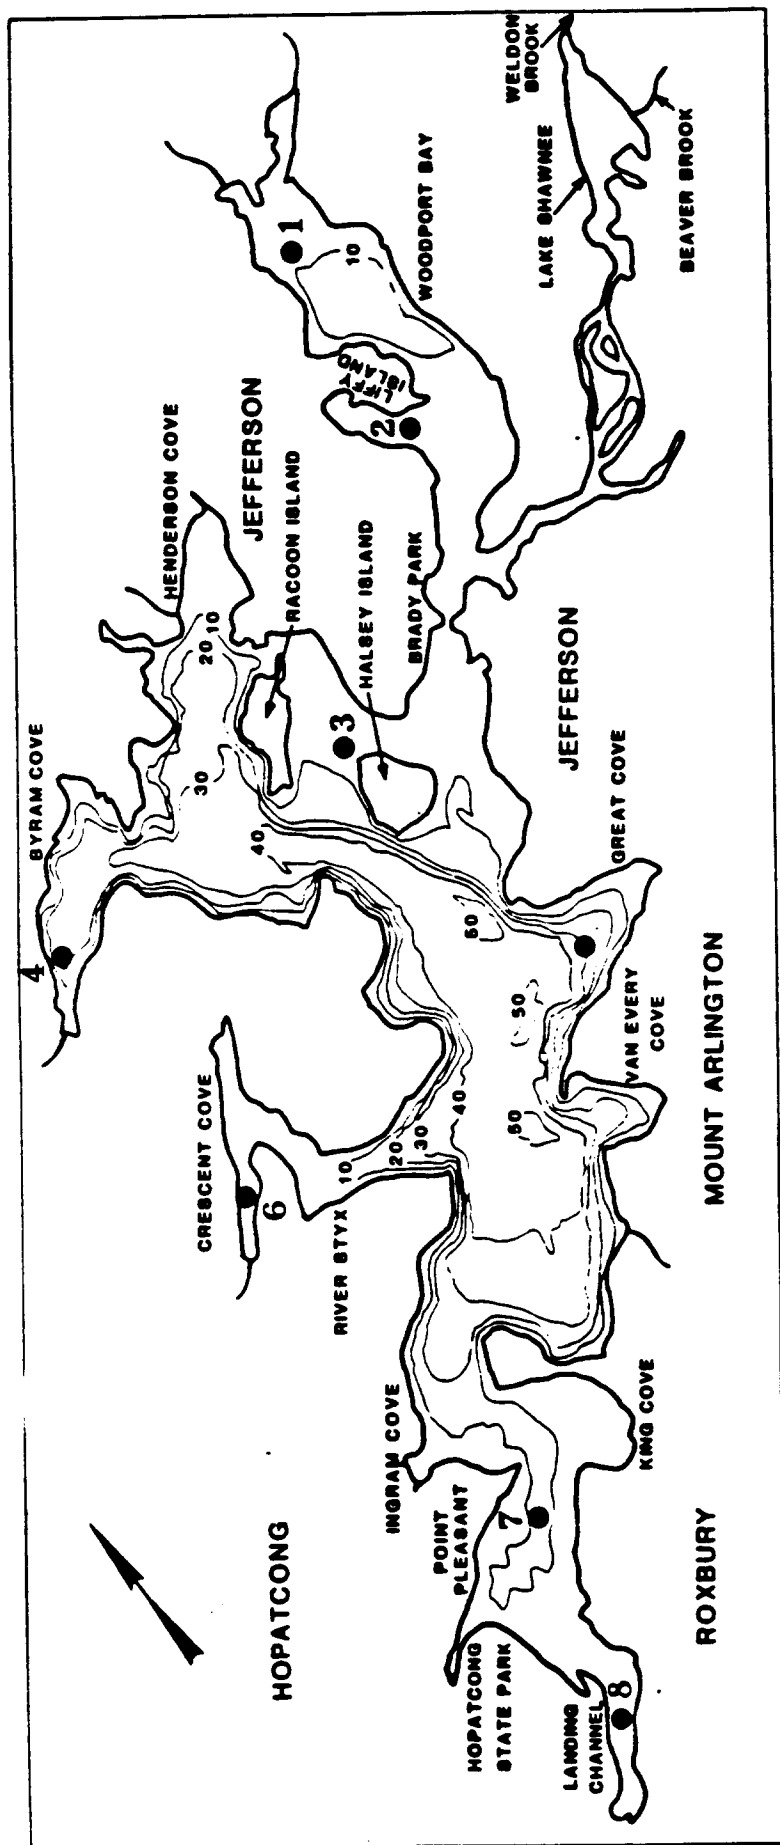 HOPATCONG
HOPATCONG
STATE PARK
LANDING
CHANNEL
8
ROXBURY
POINT
PLEASANT
7
INGRAM COVE
KING COVE
RIVER STYX
CRESCENT COVE
6
10
20
30
40
50
50
50
MOUNT ARLINGTON
VAN EVERY
COVE
GREAT COVE
4
BYRAM COVE
40
30
20
10
HENDERSON COVE
JEFFERSON
RACOON ISLAND
3
HALSEY ISLAND
BRADY PARK
JEFFERSON
2
LIFFY
ISLAND
1
10
WOODPORT BAY
LAKE SHAWNEE
WELDON
BROOK
BEAVER BROOK